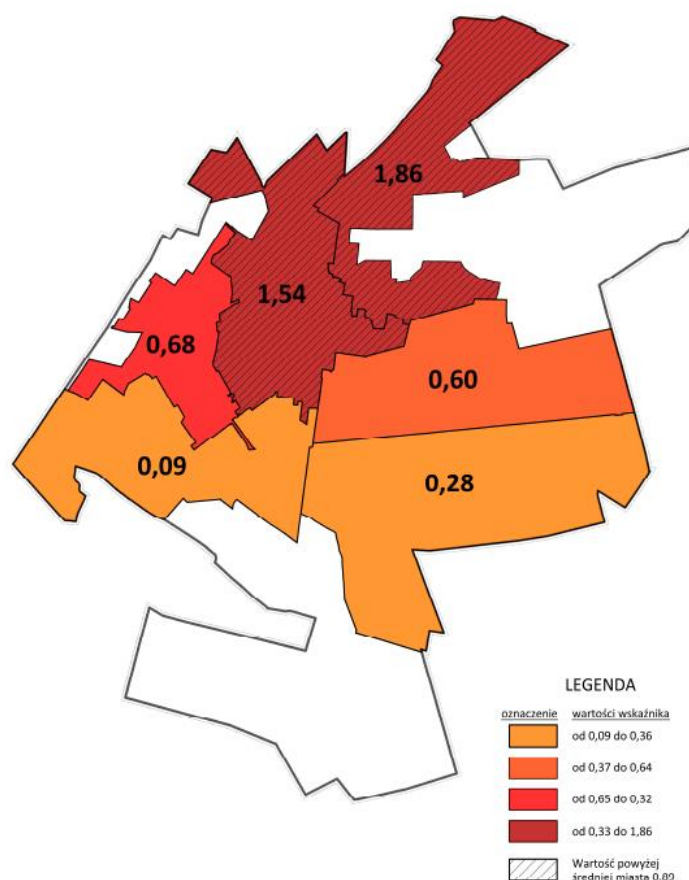 1,86
1,54
0,68
0,60
0,09
0,28
LEGENDA
oznaczenie wartości wskaźnika
od 0,09 do 0,36
od 0,37 do 0,64
od 0,65 do 0,32
od 0,33 do 1,86
Wartość powyżej
średniej miasta 0,89